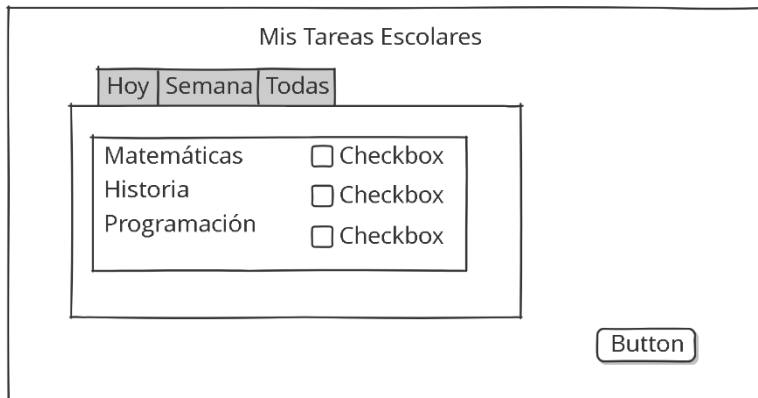 Mis Tareas Escolares
Hoy Semana Todas
Matemáticas Checkbox
Historia Checkbox
Programación Checkbox
Button